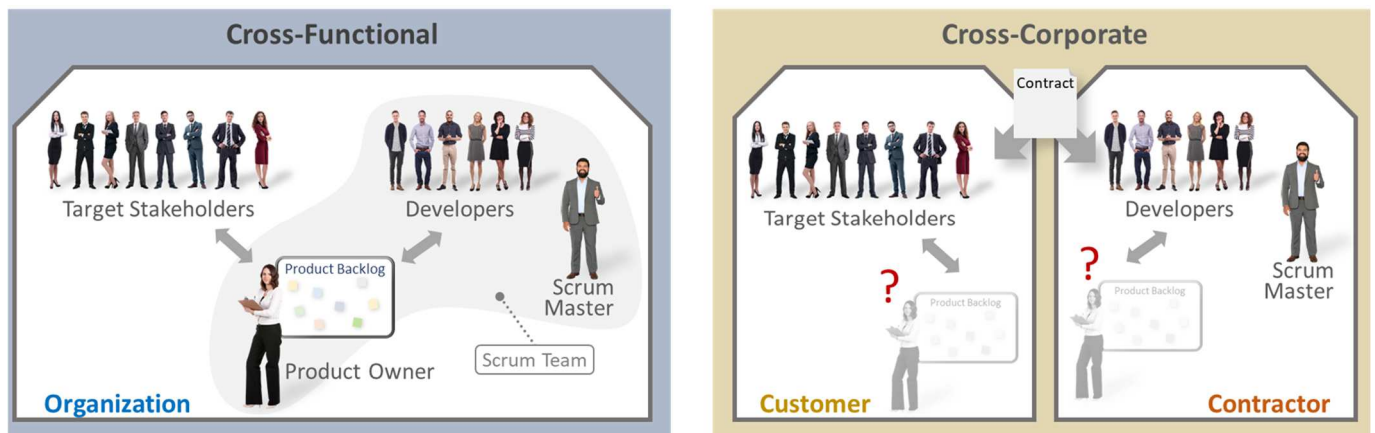 Cross-Functional
Target Stakeholders
Developers
Product Backlog
Scrum
Master
Product Owner
Scrum Team
Organization
Cross-Corporate
Contract
Target Stakeholders
Developers
?
Product Backlog
?
Product Backlog
Scrum
Master
Customer
Contractor